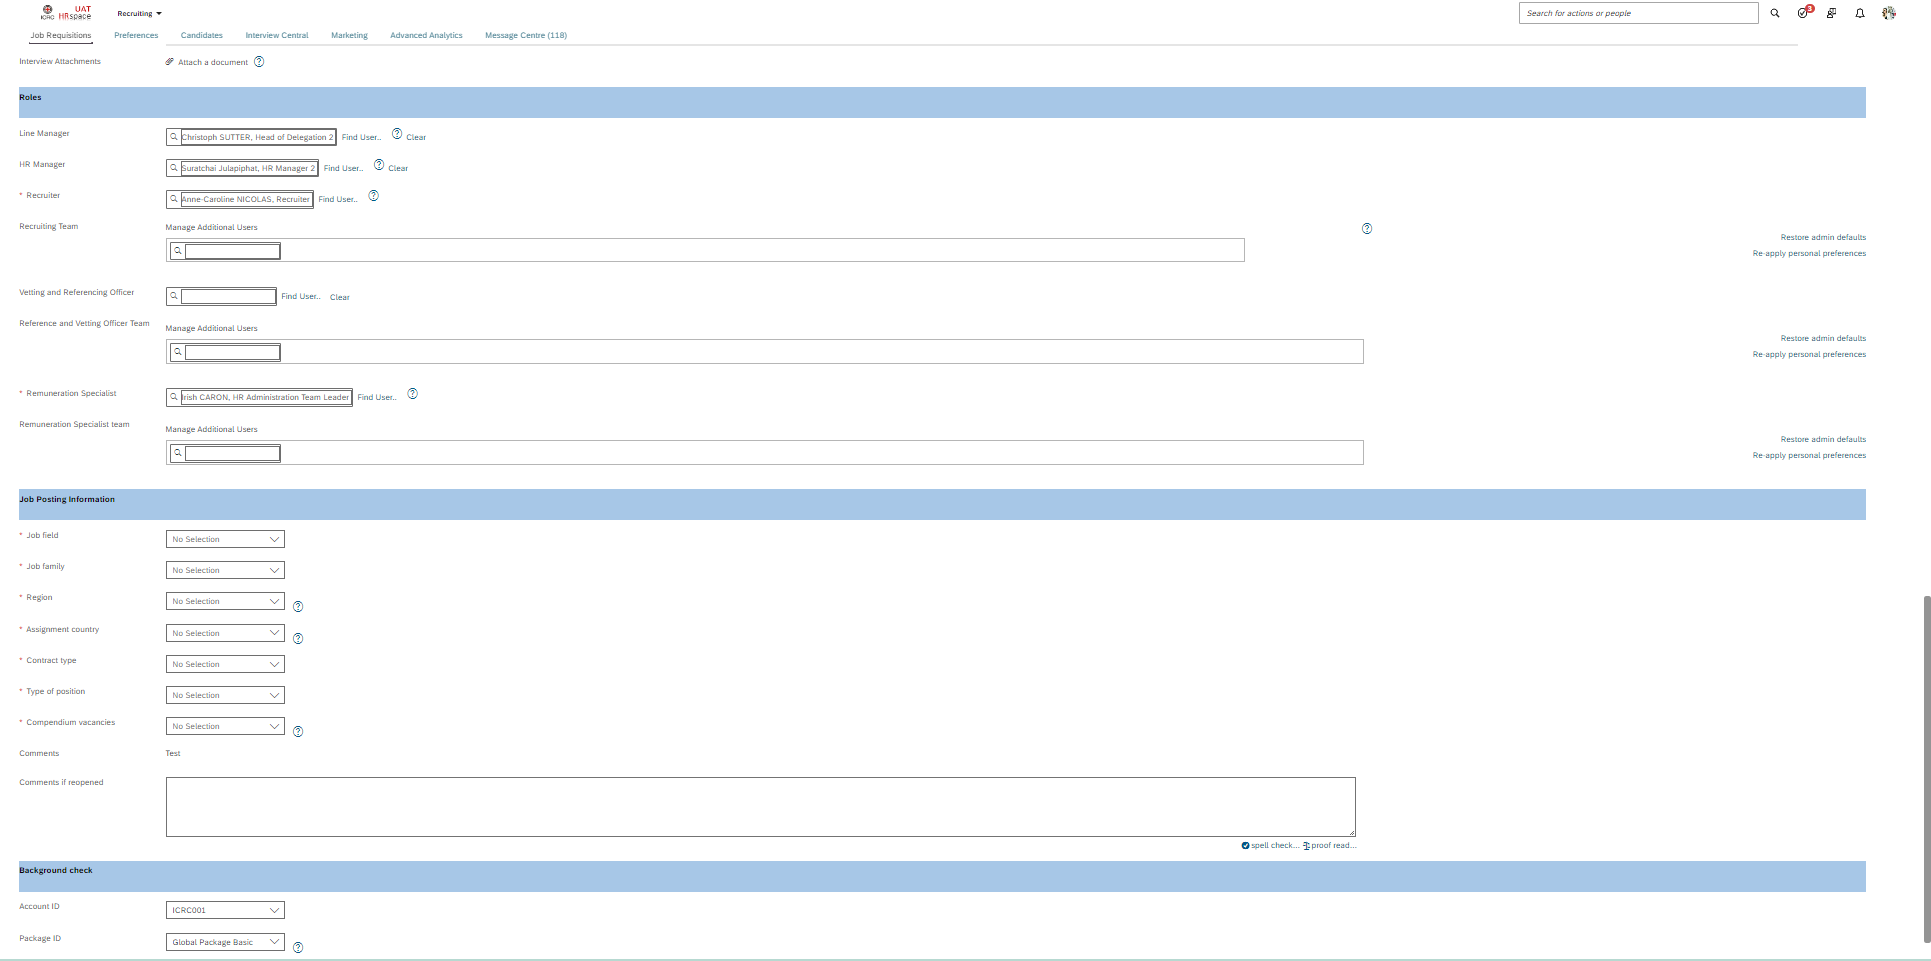 ICRC UAT HRspace Recruiting Search for actions or people 3
Job Requisitions Preferences Candidates Interview Central Marketing Advanced Analytics Message Centre (118)
Interview Attachments Attach a document
Roles
Line Manager Christoph SUTTER, Head of Delegation 2 Find User.. Clear
HR Manager Suratchai Julapiphat, HR Manager 2 Find User.. Clear
* Recruiter Anne-Caroline NICOLAS, Recruiter Find User..
Recruiting Team Manage Additional Users
Restore admin defaults
Re-apply personal preferences
Vetting and Referencing Officer Find User.. Clear
Reference and Vetting Officer Team Manage Additional Users
Restore admin defaults
Re-apply personal preferences
* Remuneration Specialist Irish CARON, HR Administration Team Leader Find User..
Remuneration Specialist team Manage Additional Users
Restore admin defaults
Re-apply personal preferences
Job Posting Information
* Job field No Selection
* Job family No Selection
* Region No Selection
* Assignment country No Selection
* Contract type No Selection
* Type of position No Selection
* Compendium vacancies No Selection
Comments Test
Comments if reopened
spell check... proof read...
Background check
Account ID ICRC001
Package ID Global Package Basic